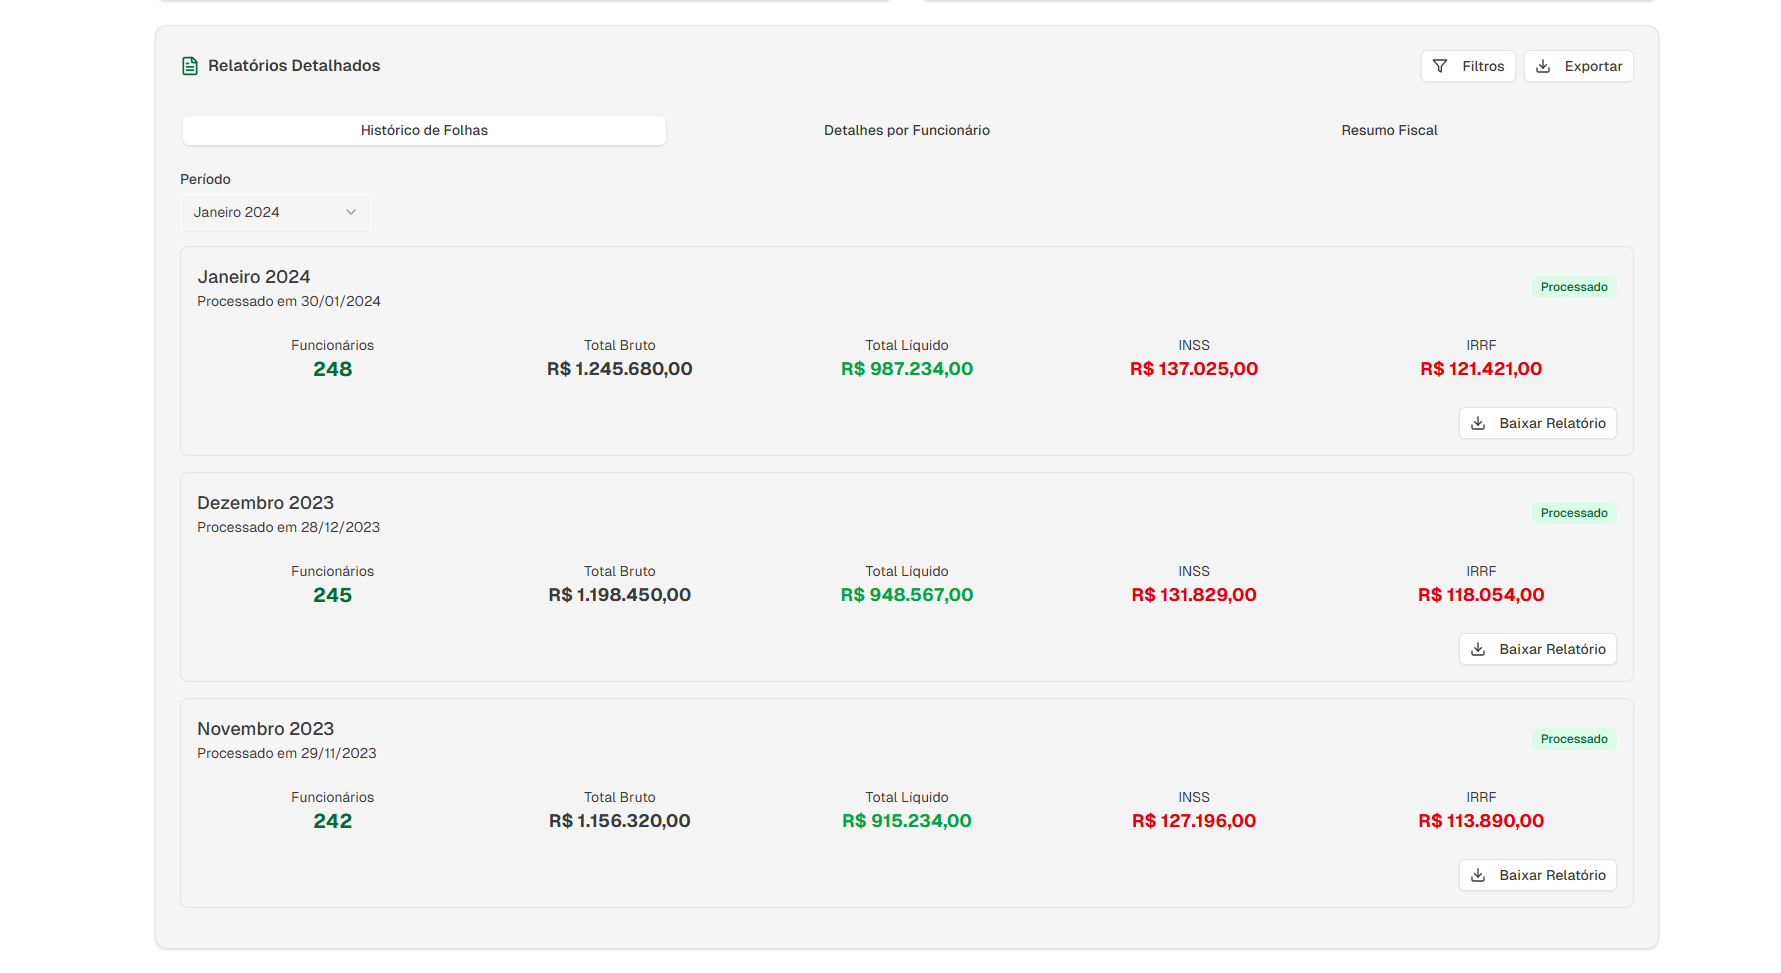 Relatórios Detalhados
Filtros
Exportar
Histórico de Folhas
Detalhes por Funcionário
Resumo Fiscal
Período
Janeiro 2024
Janeiro 2024
Processado em 30/01/2024
Processado
Funcionários
248
Total Bruto
R$ 1.245.680,00
Total Líquido
R$ 987.234,00
INSS
R$ 137.025,00
IRRF
R$ 121.421,00
Baixar Relatório
Dezembro 2023
Processado em 28/12/2023
Processado
Funcionários
245
Total Bruto
R$ 1.198.450,00
Total Líquido
R$ 948.567,00
INSS
R$ 131.829,00
IRRF
R$ 118.054,00
Baixar Relatório
Novembro 2023
Processado em 29/11/2023
Processado
Funcionários
242
Total Bruto
R$ 1.156.320,00
Total Líquido
R$ 915.234,00
INSS
R$ 127.196,00
IRRF
R$ 113.890,00
Baixar Relatório